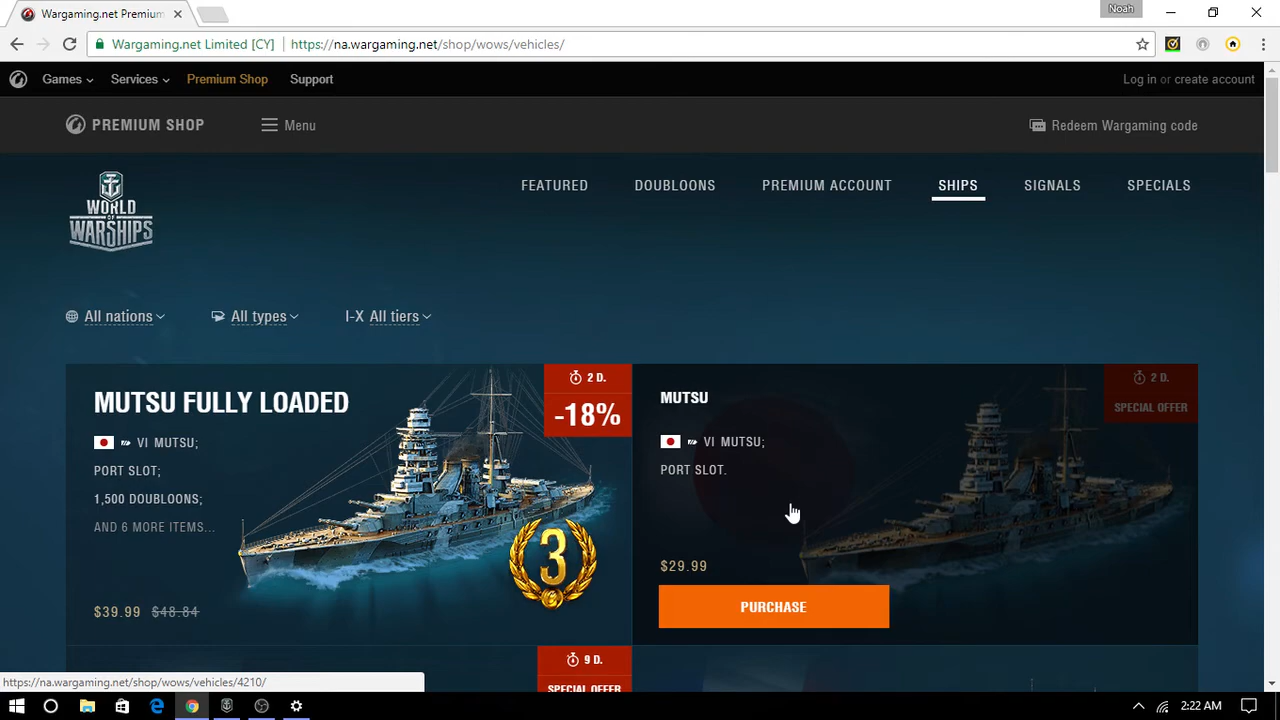 Wargaming.net Premium
Noah
Wargaming.net Limited [CY]
https://na.wargaming.net/shop/wows/vehicles/
Games
Services
Premium Shop
Support
Log in or create account
PREMIUM SHOP
Menu
Redeem Wargaming code
WORLD OF WARSHIPS
FEATURED
DOUBLOONS
PREMIUM ACCOUNT
SHIPS
SIGNALS
SPECIALS
All nations
All types
I-X All tiers
MUTSU FULLY LOADED
2 D.
-18%
VI MUTSU;
PORT SLOT;
1,500 DOUBLOONS;
AND 6 MORE ITEMS...
3
$39.99 $48.84
MUTSU
2 D.
SPECIAL OFFER
VI MUTSU;
PORT SLOT.
$29.99
PURCHASE
9 D.
SPECIAL OFFER
https://na.wargaming.net/shop/wows/vehicles/4210/
2:22 AM